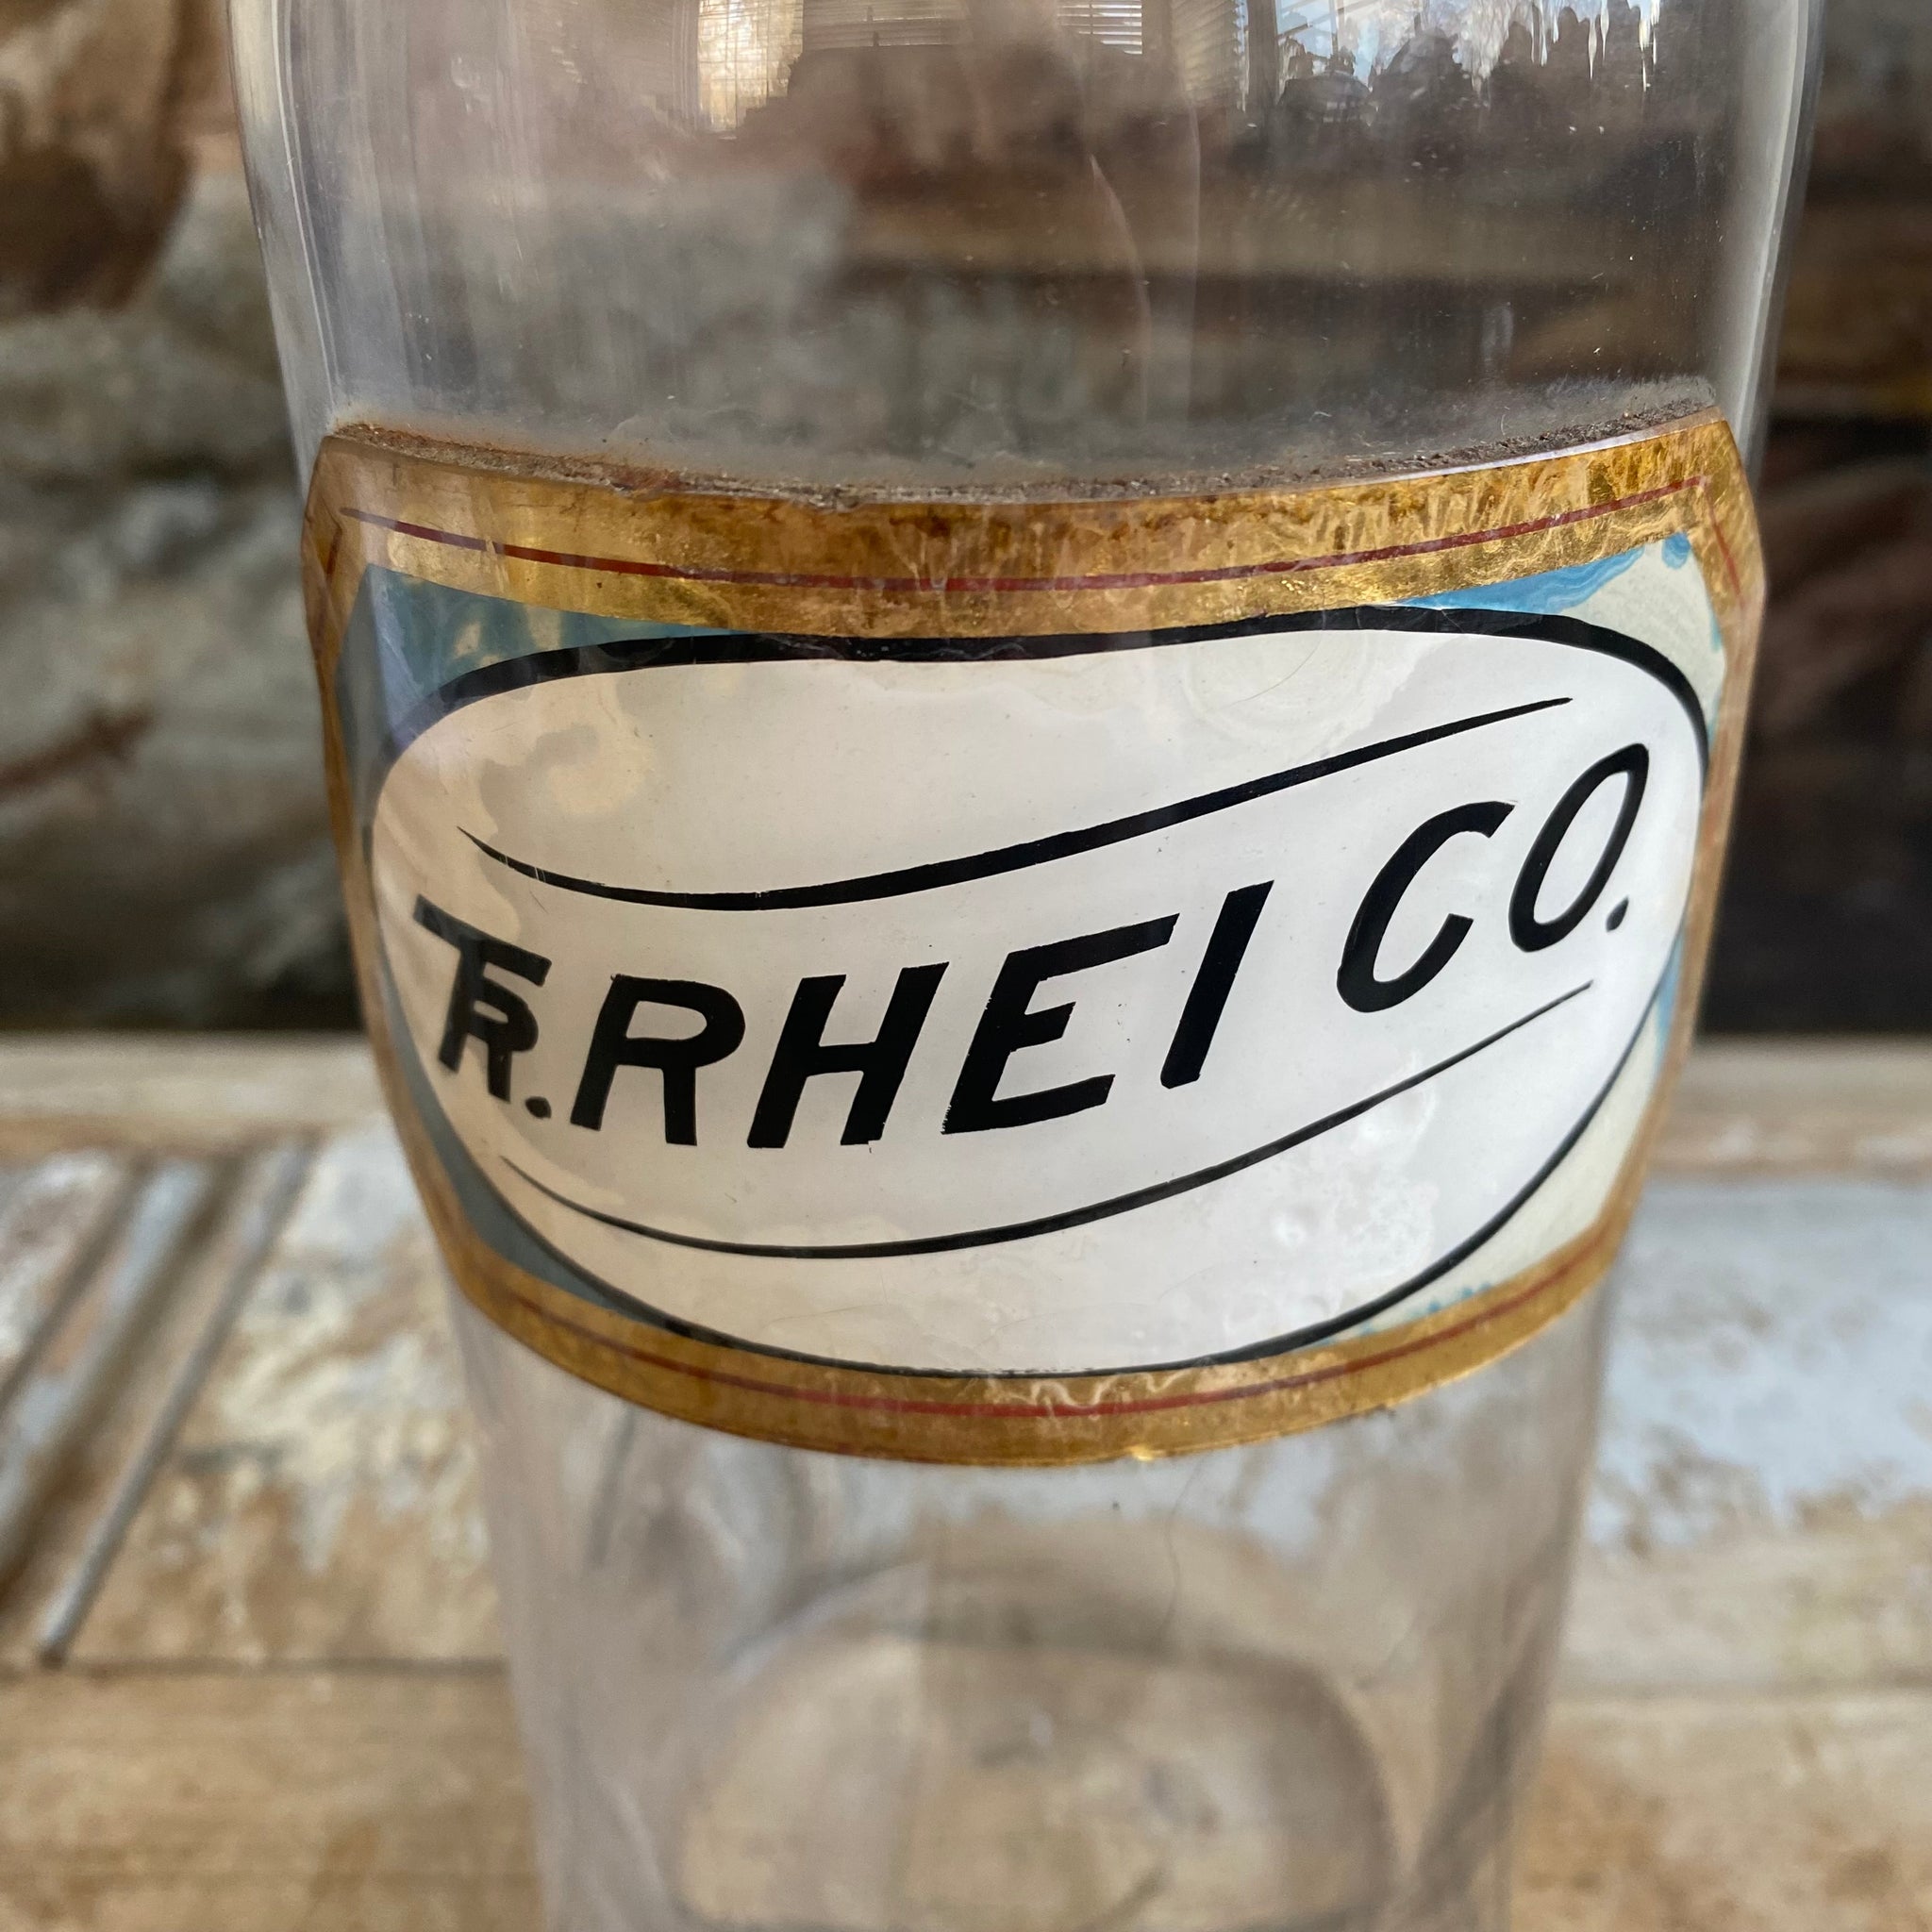 TR. RHEI CO.